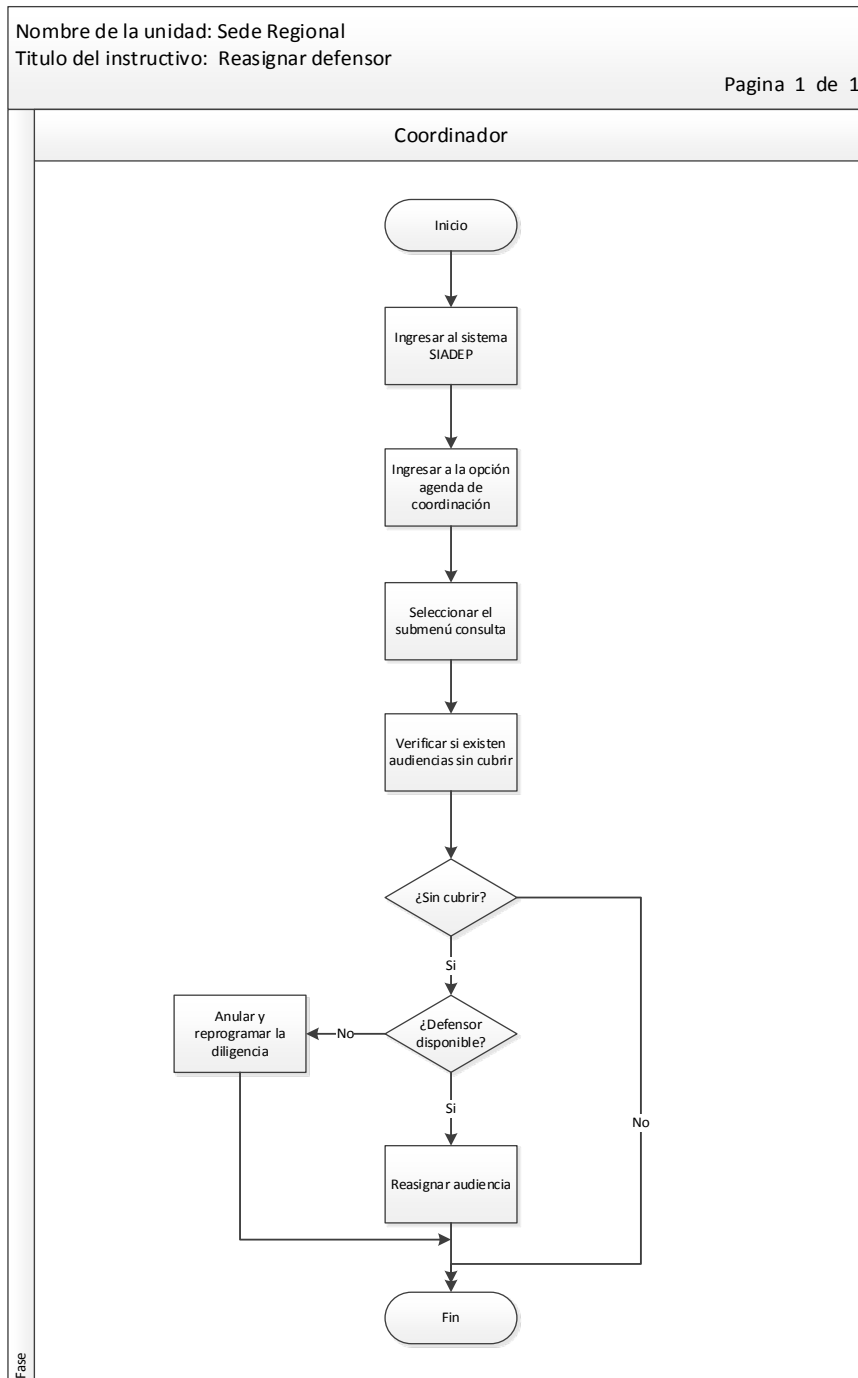 Nombre de la unidad: Sede Regional
Titulo del instructivo: Reasignar defensor
Pagina 1 de 1
Coordinador
Inicio
Ingresar al sistema
SIADEP
Ingresar a la opción
agenda de
coordinación
Seleccionar el
submenú consulta
Verificar si existen
audiencias sin cubrir
¿Sin cubrir?
Si
Anular y
reprogramar la
diligencia
No
¿Defensor
disponible?
Si
No
Reasignar audiencia
Fin
Fase